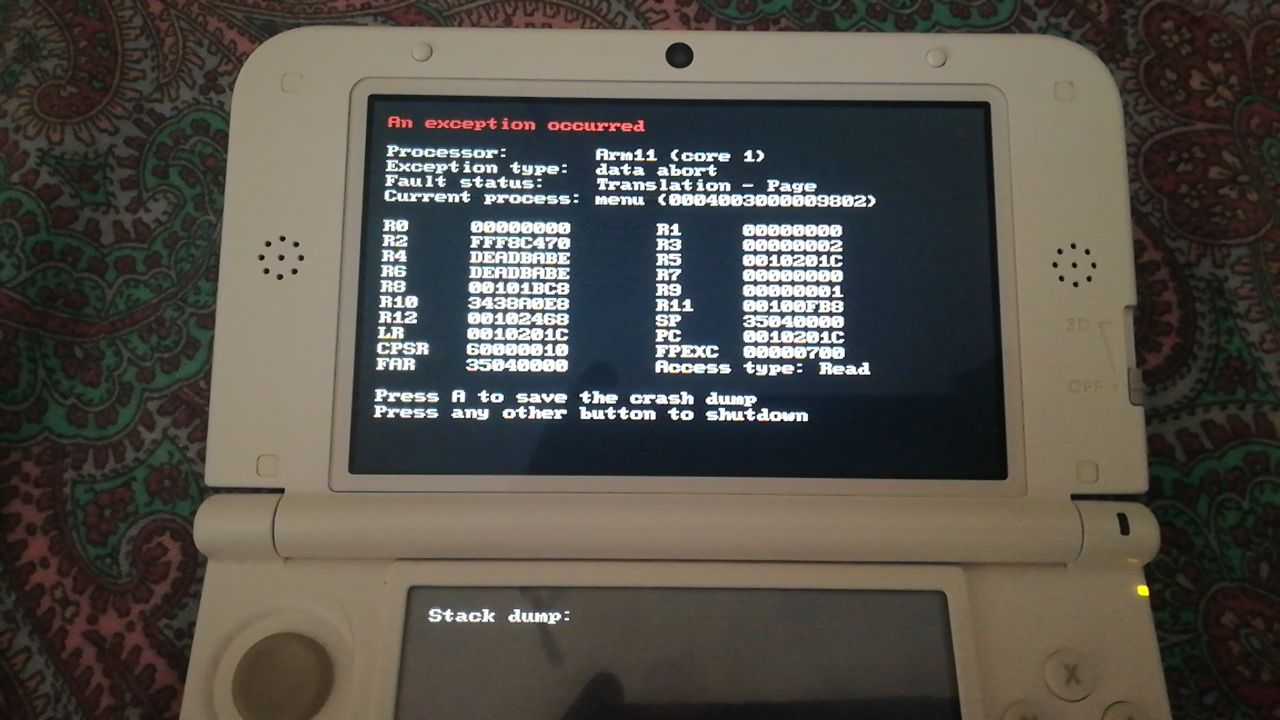 An exception occurred
Processor: Arm11 (core 1)
Exception type: data abort
Fault status: Translation - Page
Current process: menu (0004003000009802)
R0 00000000 R1 00000000
R2 FFF8C470 R3 00000002
R4 DEADBABE R5 0010201C
R6 DEADBABE R7 00000000
R8 00101BC8 R9 00000001
R10 3438A0E8 R11 00100FB8
R12 00102468 SP 35040000
LR 0010201C PC 0010201C
CPSR 60000010 FPEXC 00000700
FAR 35040000 Access type: Read
Press A to save the crash dump
Press any other button to shutdown
3D
OFF
Stack dump:
X